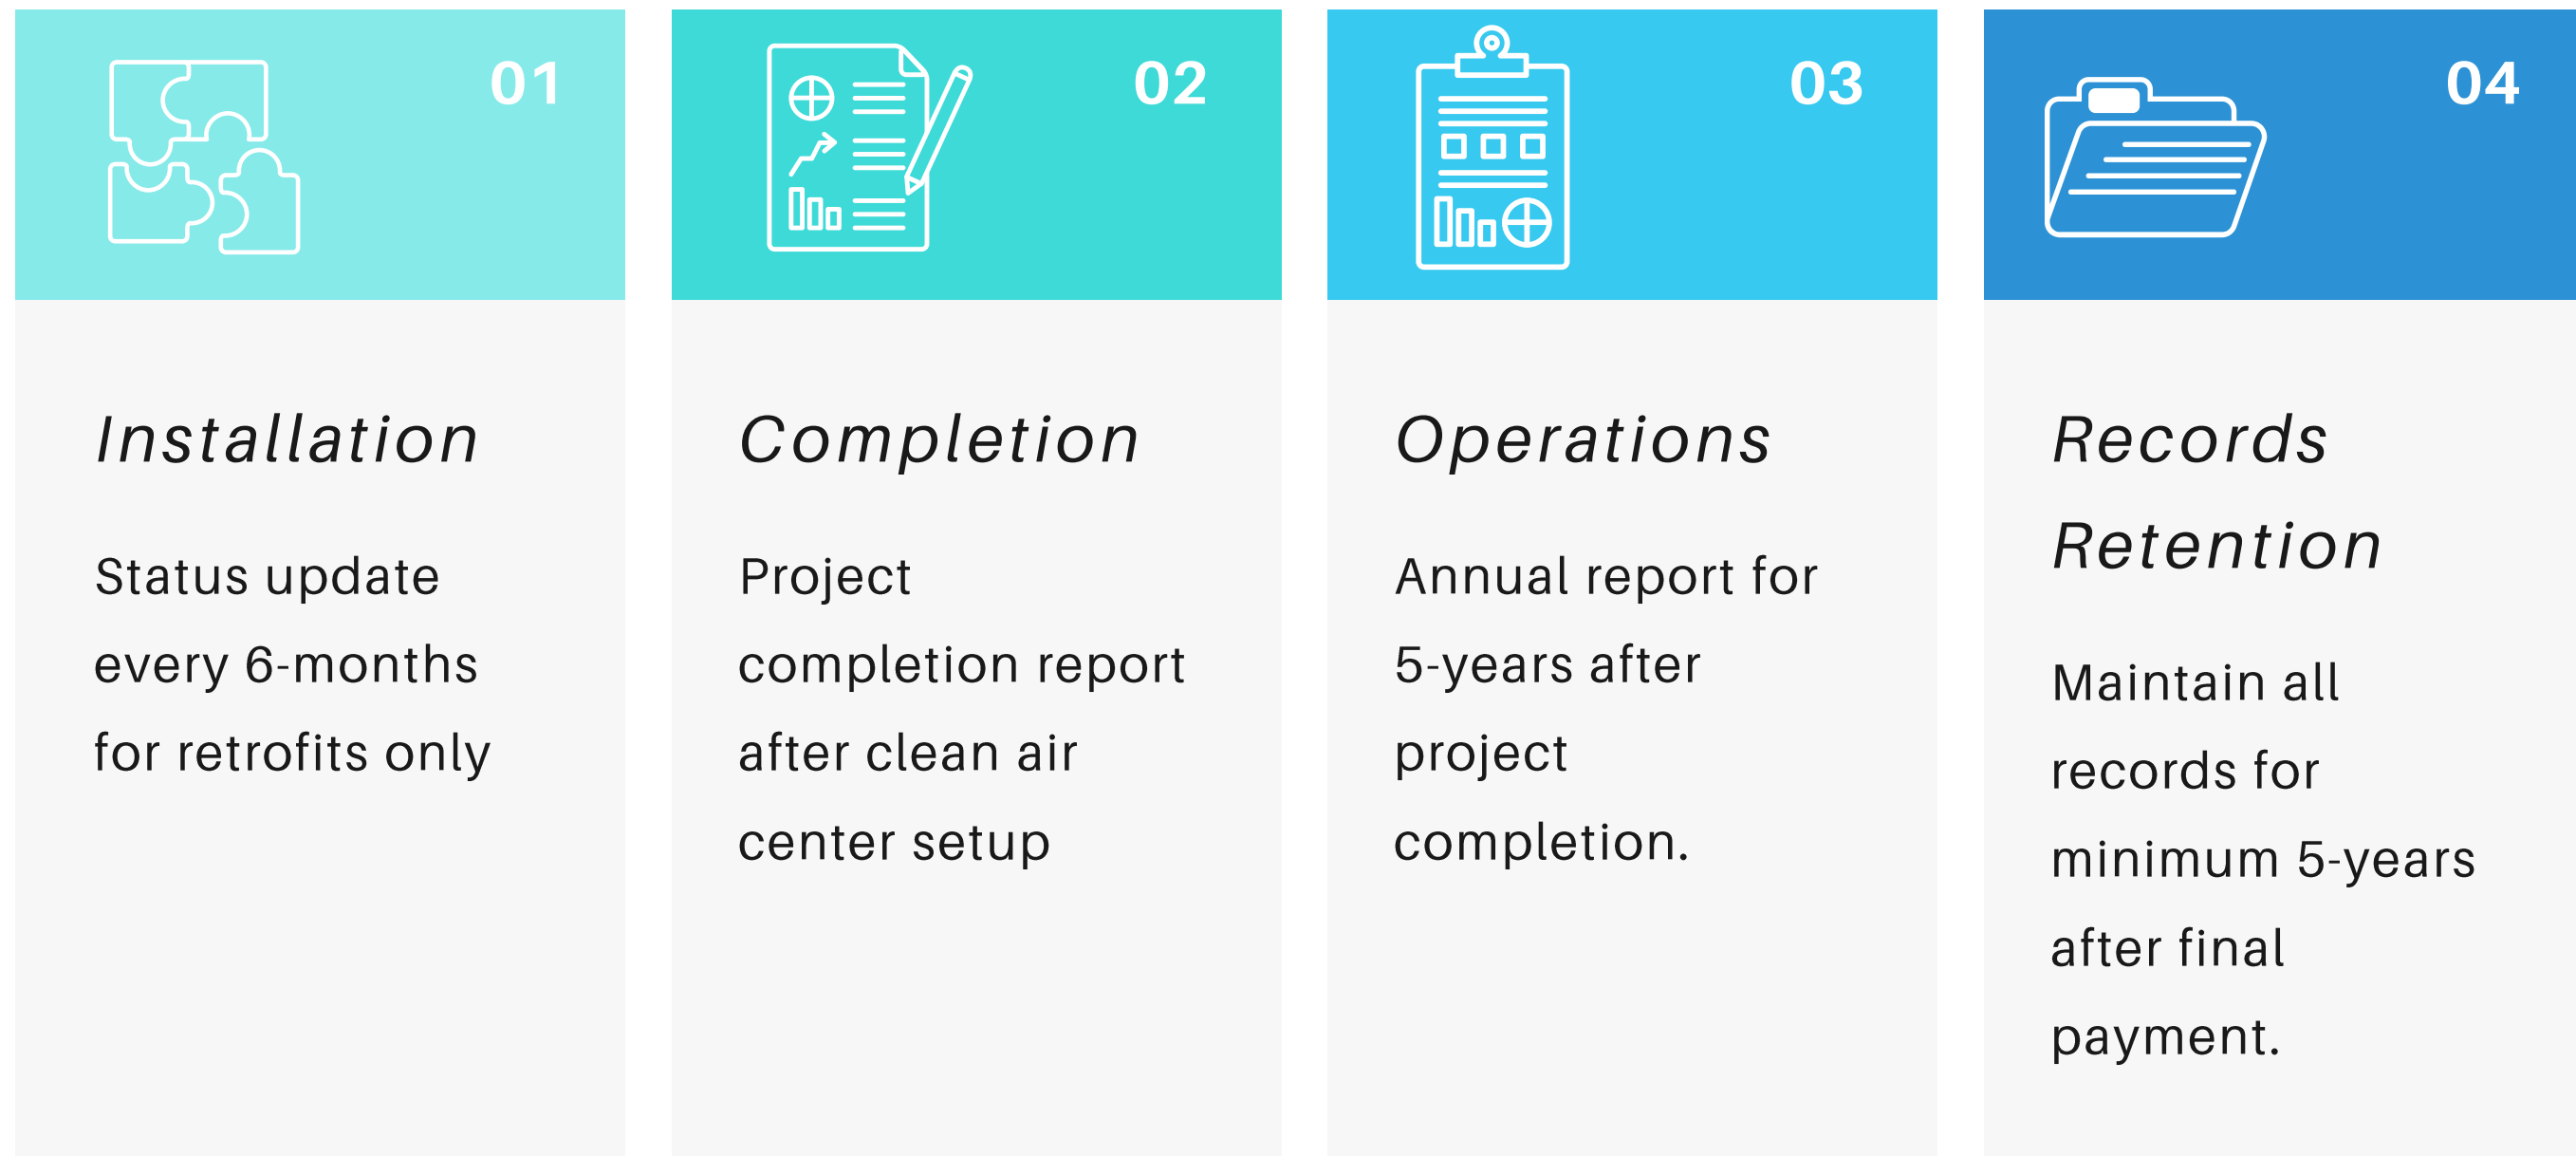 01
Installation
Status update
every 6-months
for retrofits only
02
Completion
Project
completion report
after clean air
center setup
03
Operations
Annual report for
5-years after
project
completion.
04
Records
Retention
Maintain all
records for
minimum 5-years
after final
payment.